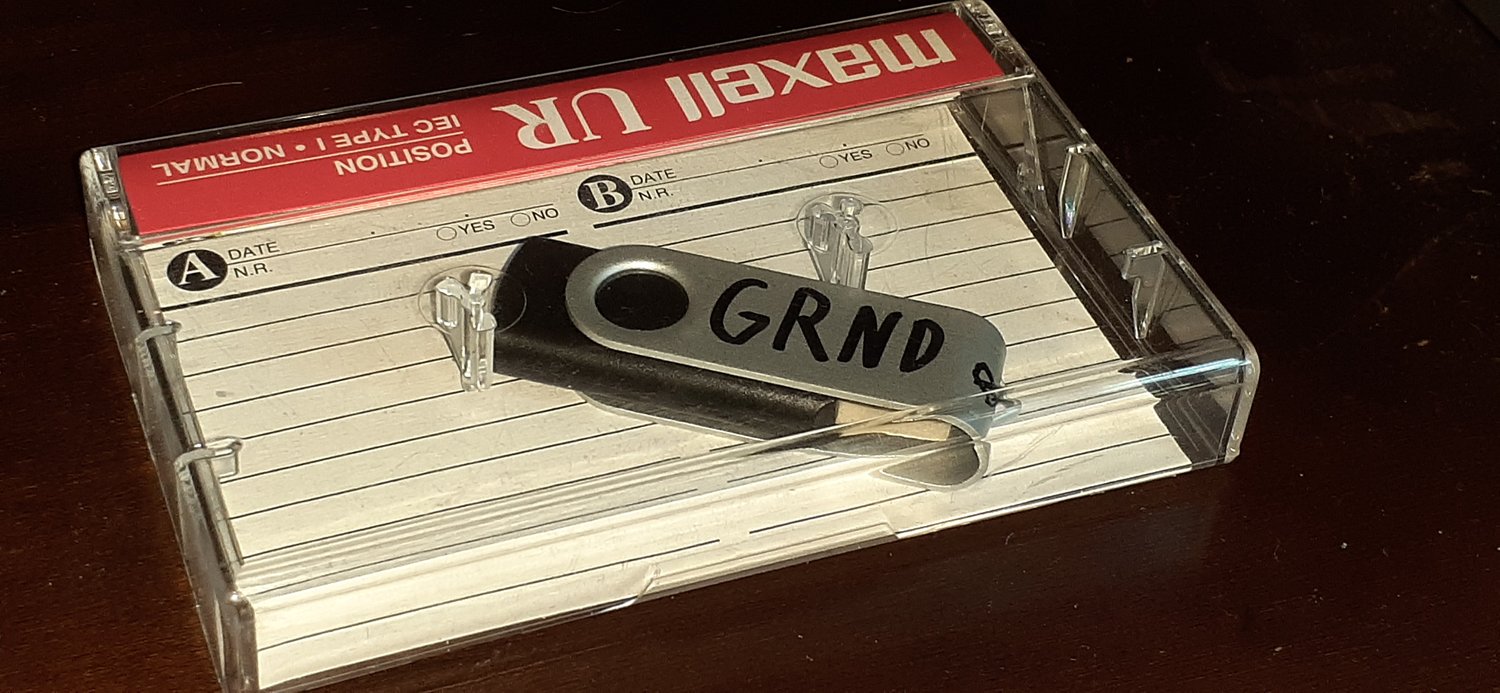 maxell UR
POSITION
IEC TYPE I • NORMAL
B DATE
N.R.
YES NO
A DATE
N.R.
YES NO
GRND